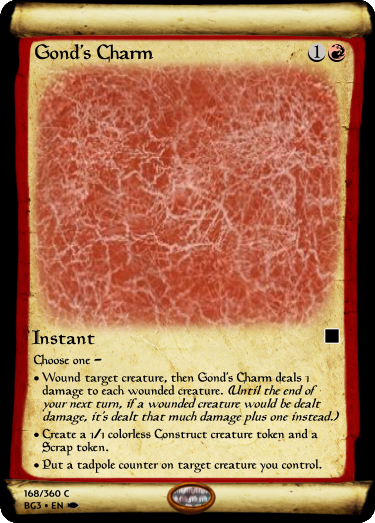 Gond's Charm 1
Instant
Choose one –
• Wound target creature, then Gond's Charm deals 1
damage to each wounded creature. (Until the end of
your next turn, if a wounded creature would be dealt
damage, it's dealt that much damage plus one instead.)
• Create a 1/1 colorless Construct creature token and a
Scrap token.
• Put a tadpole counter on target creature you control.
168/360 C
BG3 • EN